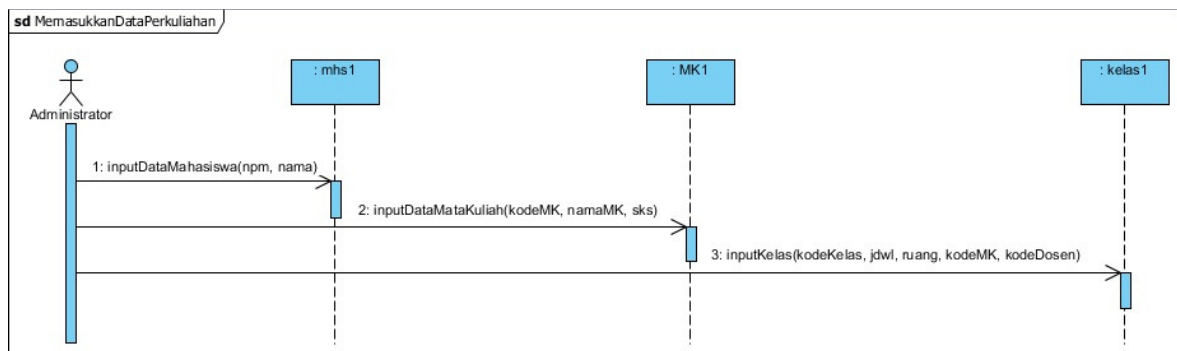 sd MemasukkanDataPerkuliahan
: mhs1
: MK1
: kelas1
Administrator
1: inputDataMahasiswa(npm, nama)
2: inputDataMataKuliah(kodeMK, namaMK, sks)
3: inputKelas(kodeKelas, jdwl, ruang, kodeMK, kodeDosen)